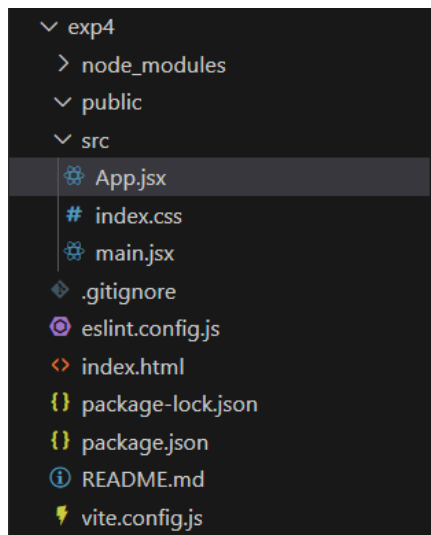 exp4
node_modules
public
src
App.jsx
# index.css
main.jsx
.gitignore
eslint.config.js
<> index.html
{} package-lock.json
{} package.json
README.md
vite.config.js